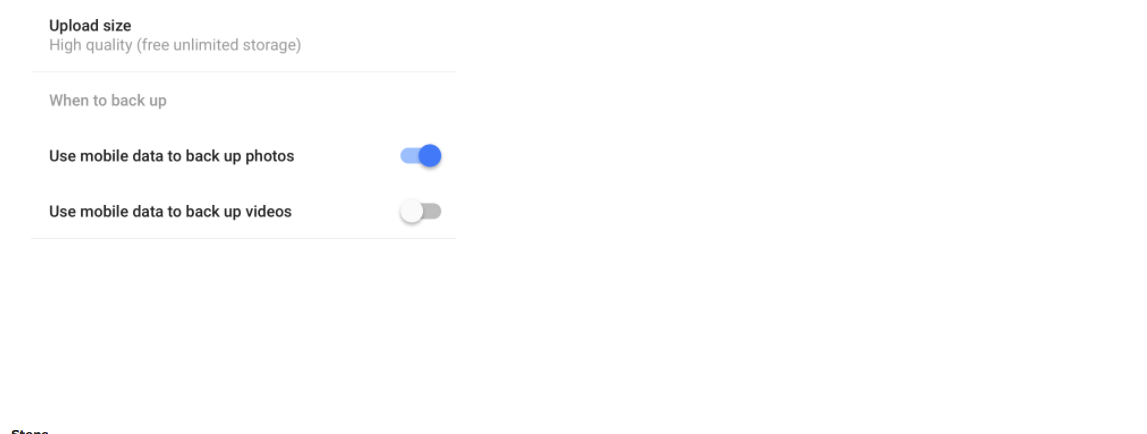 Upload size
High quality (free unlimited storage)
When to back up
Use mobile data to back up photos
Use mobile data to back up videos
Steps